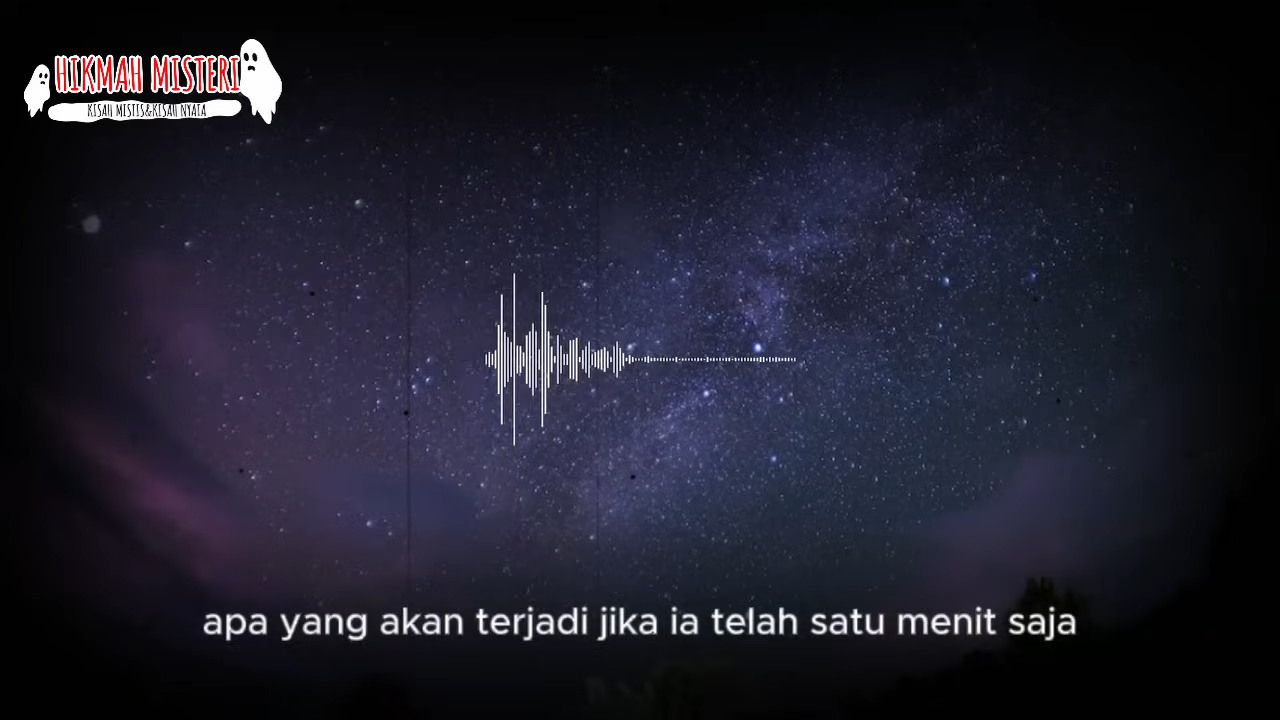 HIKMAH MISTERI
KISAH MISTIS&KISAH NYATA
apa yang akan terjadi jika ia telah satu menit saja